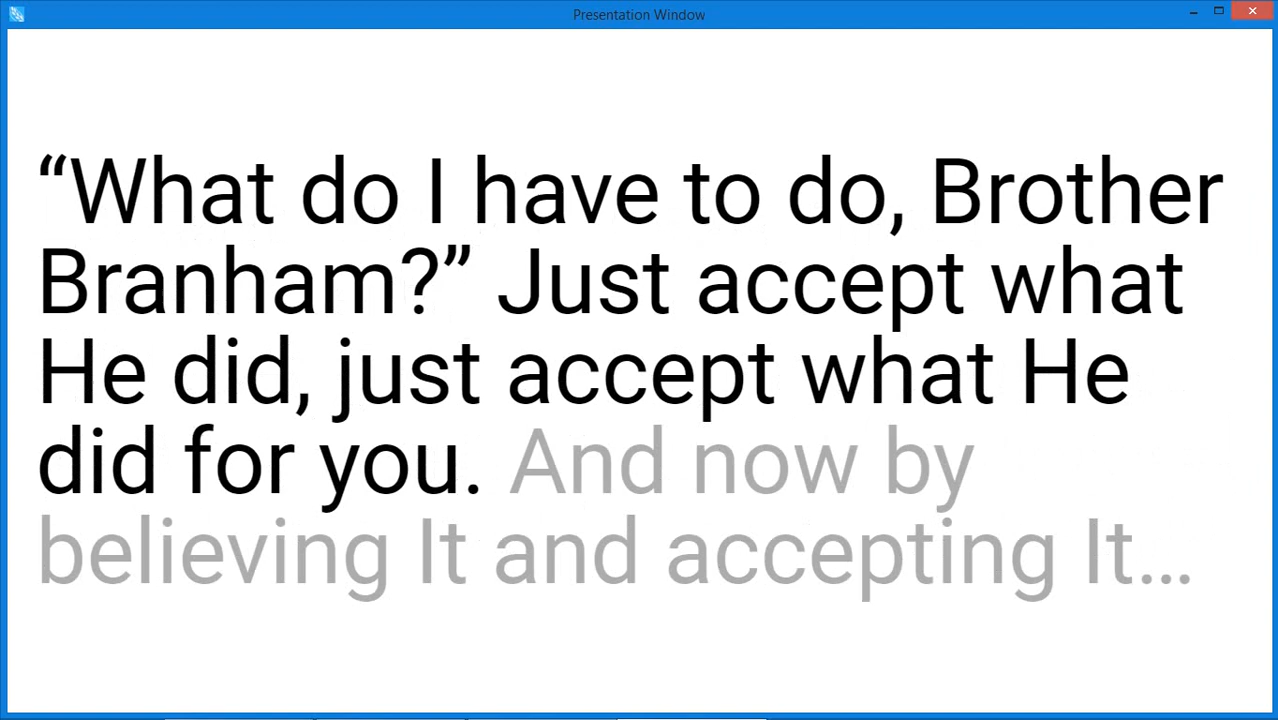 Presentation Window
“What do I have to do, Brother
Branham?” Just accept what
He did, just accept what He
did for you. And now by
believing It and accepting It…